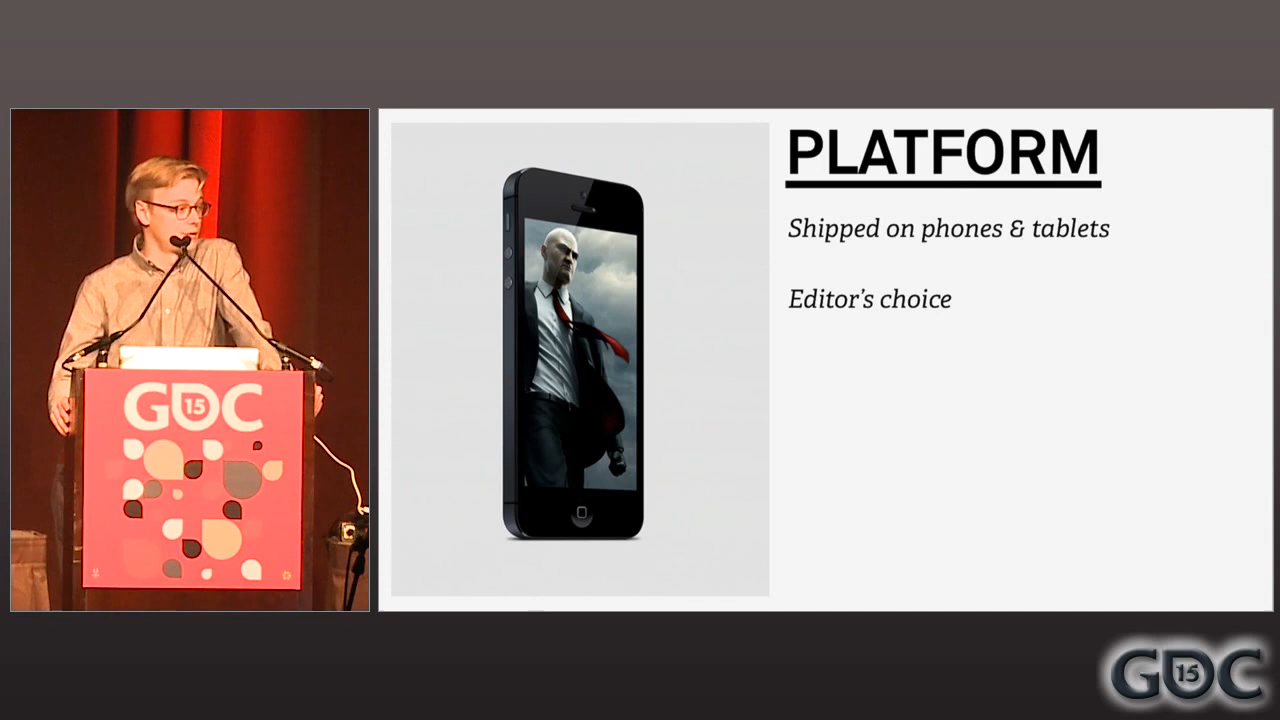 GDC 15
PLATFORM
Shipped on phones & tablets
Editor's choice
GDC 15